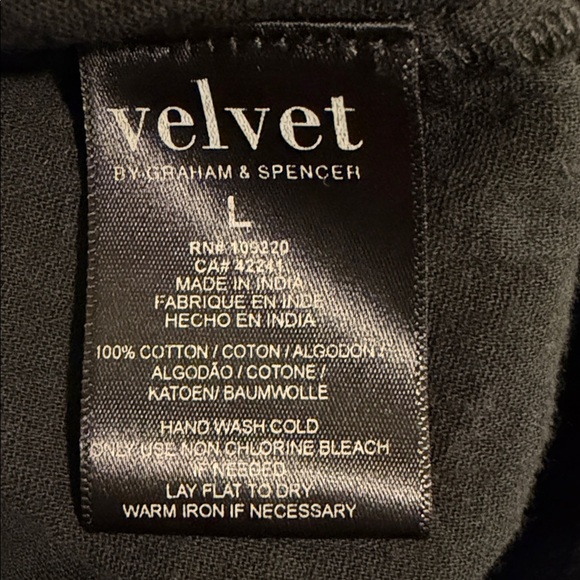 velvet
BY GRAHAM & SPENCER
L
RN# 109220
CA# 42241
MADE IN INDIA
FABRIQUE EN INDE
HECHO EN INDIA
100% COTTON / COTON / ALGODON /
ALGODÃO / COTONE /
KATOEN/ BAUMWOLLE
HAND WASH COLD
ONLY USE NON CHLORINE BLEACH
IF NEEDED
LAY FLAT TO DRY
WARM IRON IF NECESSARY